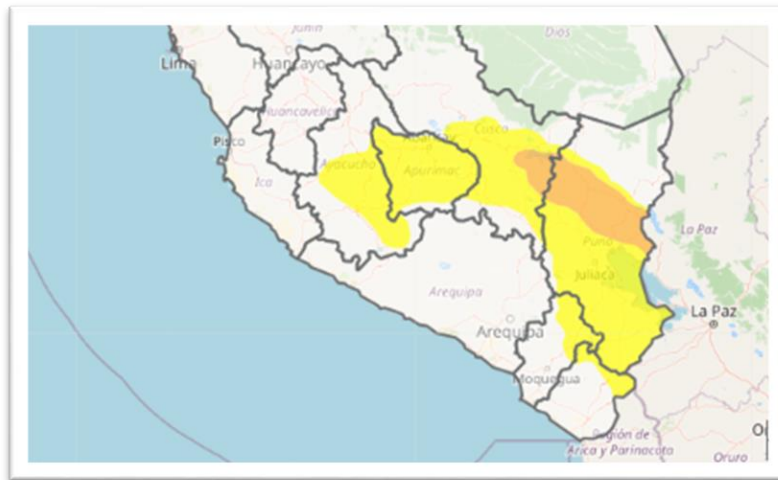 Junín
Dios
Lima
Huancayo
Huancavelica
Cusco
Pisco
Ayacucho
Apurímac
Ica
La Paz
Puno
Juliaca
Arequipa
La Paz
Arequipa
Moquegua
Región de
Arica y Parinacota
Oruro